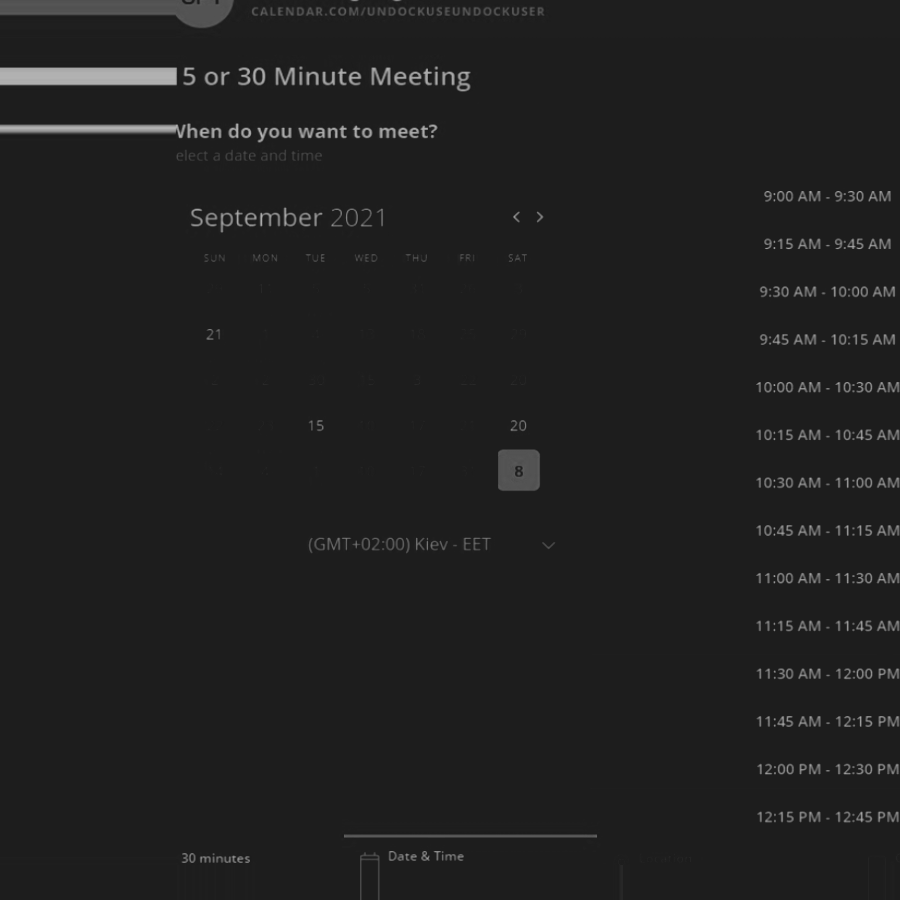 CALENDAR.COM/UNDOCKUSEUNDOCKUSER
5 or 30 Minute Meeting
When do you want to meet?
elect a date and time
September 2021 < >
SUN MON TUE WED THU FRI SAT
21
15 20
8
(GMT+02:00) Kiev - EET
9:00 AM - 9:30 AM
9:15 AM - 9:45 AM
9:30 AM - 10:00 AM
9:45 AM - 10:15 AM
10:00 AM - 10:30 AM
10:15 AM - 10:45 AM
10:30 AM - 11:00 AM
10:45 AM - 11:15 AM
11:00 AM - 11:30 AM
11:15 AM - 11:45 AM
11:30 AM - 12:00 PM
11:45 AM - 12:15 PM
12:00 PM - 12:30 PM
12:15 PM - 12:45 PM
30 minutes
Date & Time